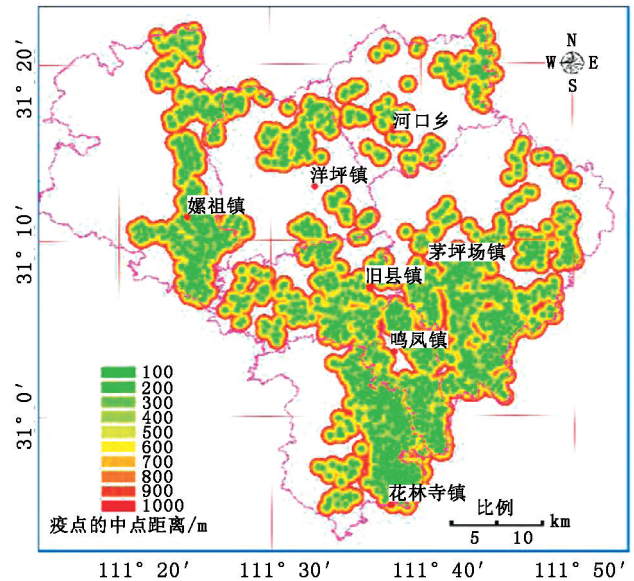 N
W E
S
31° 20′
河口乡
洋坪镇
嫘祖镇
31° 10′
茅坪场镇
旧县镇
鸣凤镇
31° 0′
100
200
300
400
500
600
700
800
900
1000
疫点的中点距离/m
花林寺镇
比例
5 10 km
111° 20′ 111° 30′ 111° 40′ 111° 50′